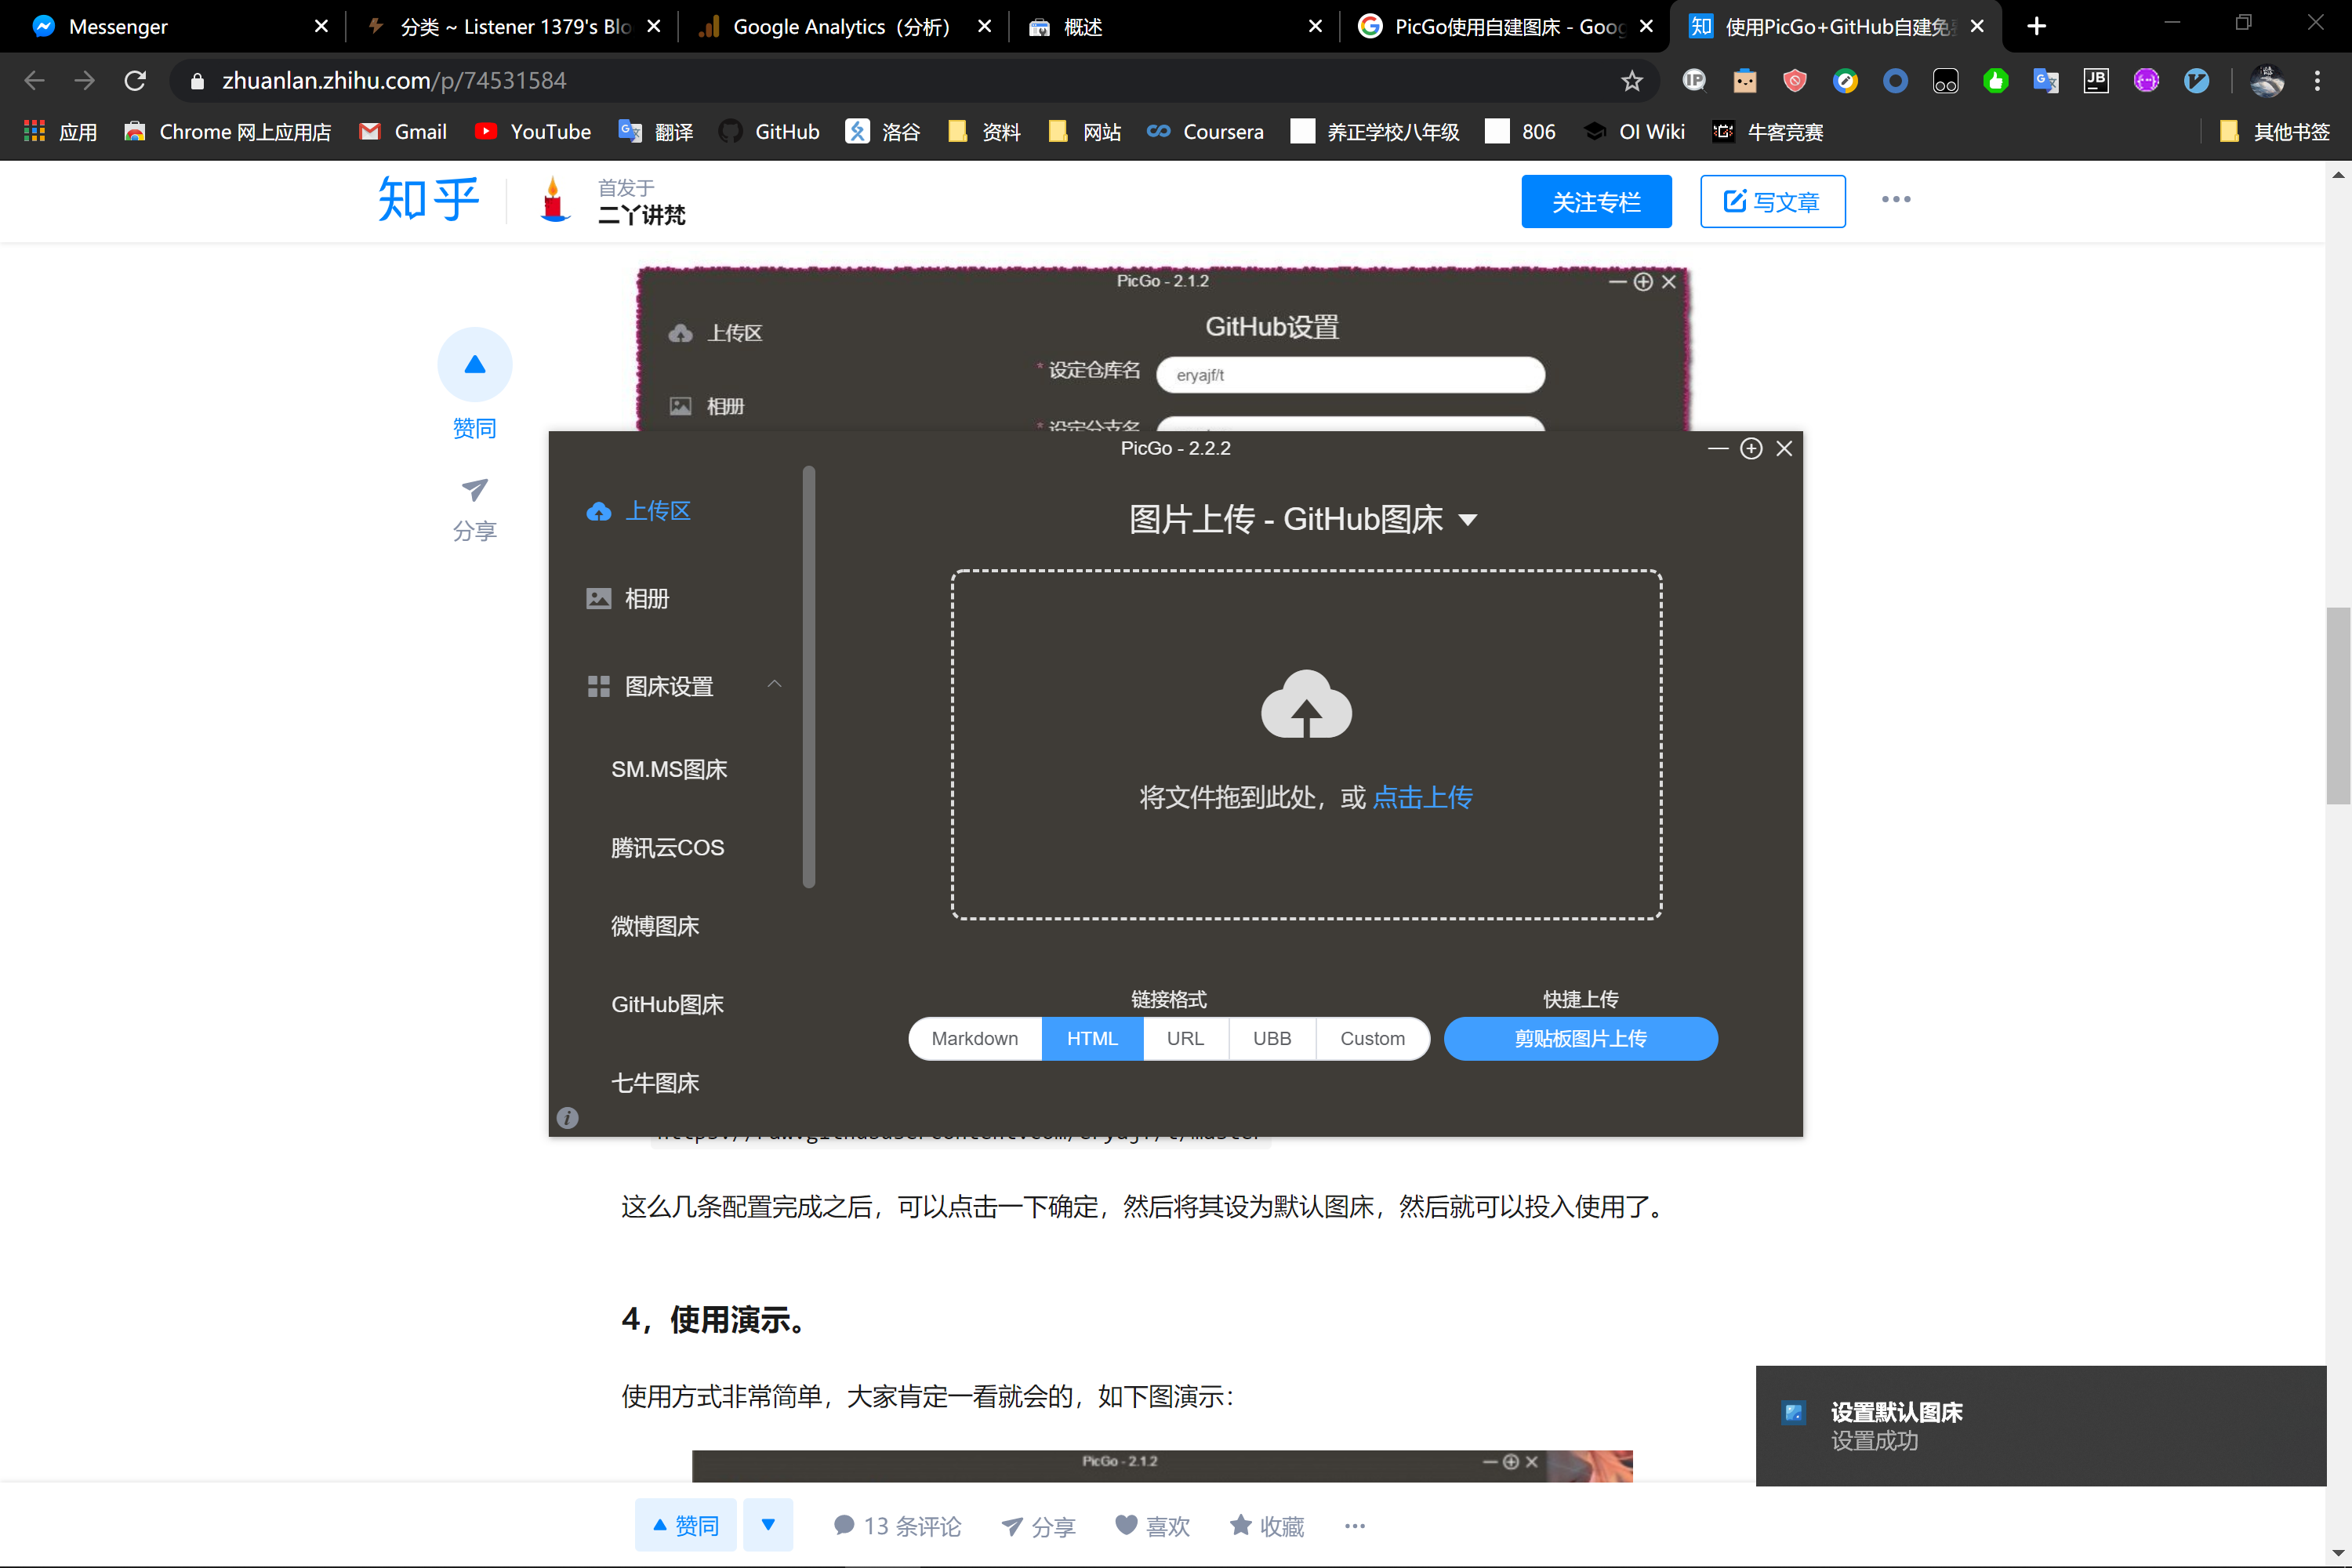 Messenger
分类 ~ Listener 1379's Blo
Google Analytics（分析）
概述
PicGo使用自建图床 - Goog
使用PicGo+GitHub自建免
zhuanlan.zhihu.com/p/74531584
应用
Chrome 网上应用店
Gmail
YouTube
翻译
GitHub
洛谷
资料
网站
Coursera
养正学校八年级
806
OI Wiki
牛客竞赛
其他书签
知乎
首发于
二丫讲梵
关注专栏
写文章
PicGo - 2.1.2
上传区
GitHub设置
* 设定仓库名
eryajf/t
相册
* 设定分支名
赞同
分享
PicGo - 2.2.2
上传区
相册
图床设置
SM.MS图床
腾讯云COS
微博图床
GitHub图床
七牛图床
图片上传 - GitHub图床
将文件拖到此处，或 点击上传
链接格式
快捷上传
Markdown
HTML
URL
UBB
Custom
剪贴板图片上传
https://raw.githubusercontent.com/eryajf/t/master
这么几条配置完成之后，可以点击一下确定，然后将其设为默认图床，然后就可以投入使用了。
4，使用演示。
使用方式非常简单，大家肯定一看就会的，如下图演示：
PicGo - 2.1.2
设置默认图床
设置成功
赞同
13 条评论
分享
喜欢
收藏